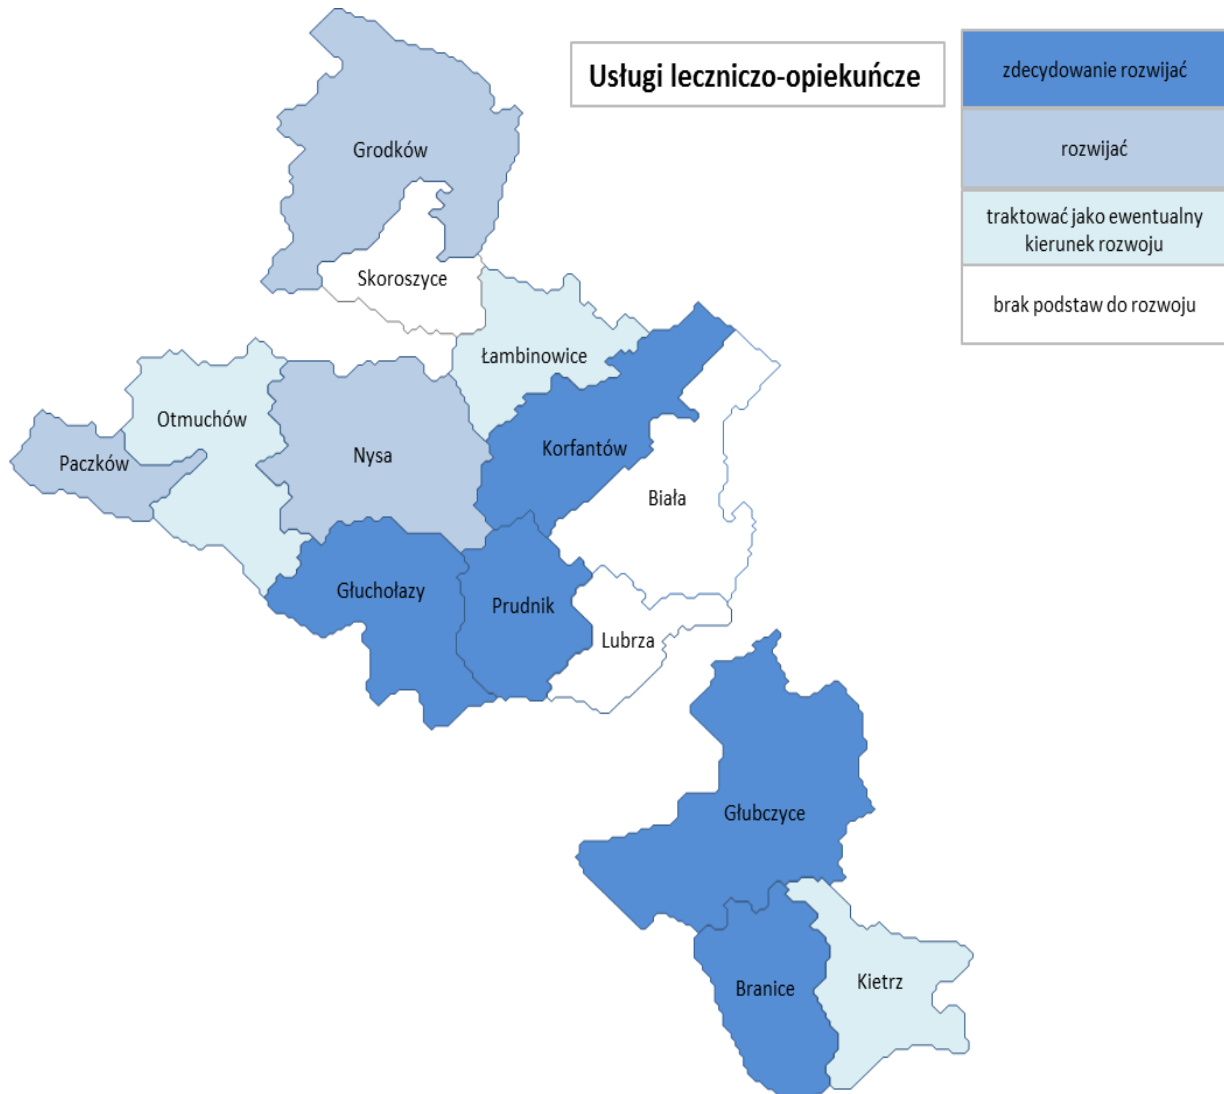 Usługi leczniczo-opiekuńcze
zdecydowanie rozwijać
rozwijać
traktować jako ewentualny
kierunek rozwoju
brak podstaw do rozwoju
Grodków
Skoroszyce
Łambinowice
Otmuchów
Paczków
Nysa
Korfantów
Biała
Głuchołazy
Prudnik
Lubrza
Głubczyce
Branice
Kietrz